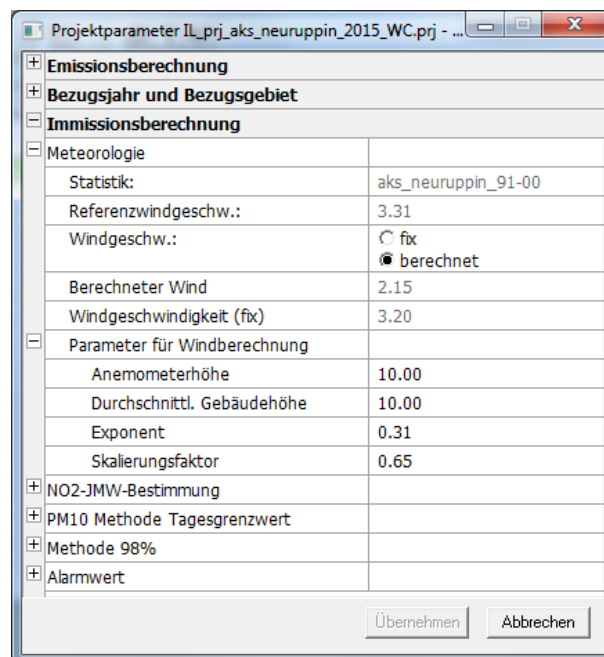 Projektparameter IL_prj_aks_neuruppin_2015_WC.prj - ...
Emissionsberechnung
Bezugsjahr und Bezugsgebiet
Immissionsberechnung
Meteorologie
Statistik: aks_neuruppin_91-00
Referenzwindgeschw.: 3.31
Windgeschw.: fix
berechnet
Berechneter Wind 2.15
Windgeschwindigkeit (fix) 3.20
Parameter für Windberechnung
Anemometerhöhe 10.00
Durchschnittl. Gebäudehöhe 10.00
Exponent 0.31
Skalierungsfaktor 0.65
NO2-JMW-Bestimmung
PM10 Methode Tagesgrenzwert
Methode 98%
Alarmwert
Übernehmen Abbrechen